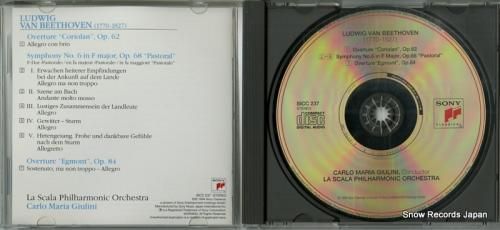 LUDWIG
VAN BEETHOVEN (1770-1827)
Overture "Coriolan", Op. 62
Allegro con brio
Symphony No. 6 in F major, Op. 68 "Pastoral"
I. Erwachen heiterer Empfindungen
bei der Ankunft auf dem Lande
Allegro ma non troppo
II. Szene am Bach
Andante molto mosso
III. Lustiges Zusammensein der Landleute
Allegro
IV. Gewitter – Sturm
Allegro
V. Hirtengesang. Frohe und dankbare Gefühle
nach dem Sturm
Allegretto
Overture "Egmont", Op. 84
Sostenuto, ma non troppo – Allegro
La Scala Philharmonic Orchestra
Carlo Maria Giulini
SICC 237 STEREO
LUDWIG VAN BEETHOVEN
(1770-1827)
Overture "Coriolan", Op.62
Symphony No.6 in F Major, Op.68 "Pastoral"
Overture "Egmont", Op.84
SICC 237
STEREO
COMPACT
disc
DIGITAL AUDIO
SONY
CLASSICAL
CARLO MARIA GIULINI, Conductor
LA SCALA PHILHARMONIC ORCHESTRA
Snow Records Japan